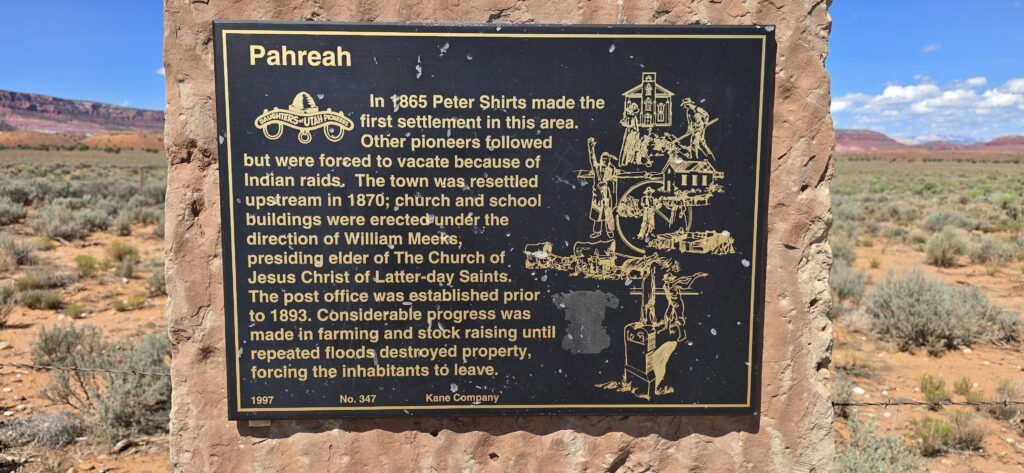 Pahreah
DAUGHTERS OF UTAH PIONEERS
In 1865 Peter Shirts made the
first settlement in this area.
Other pioneers followed
but were forced to vacate because of
Indian raids. The town was resettled
upstream in 1870; church and school
buildings were erected under the
direction of William Meeks,
presiding elder of The Church of
Jesus Christ of Latter-day Saints.
The post office was established prior
to 1893. Considerable progress was
made in farming and stock raising until
repeated floods destroyed property,
forcing the inhabitants to leave.
1997 No. 347 Kane Company